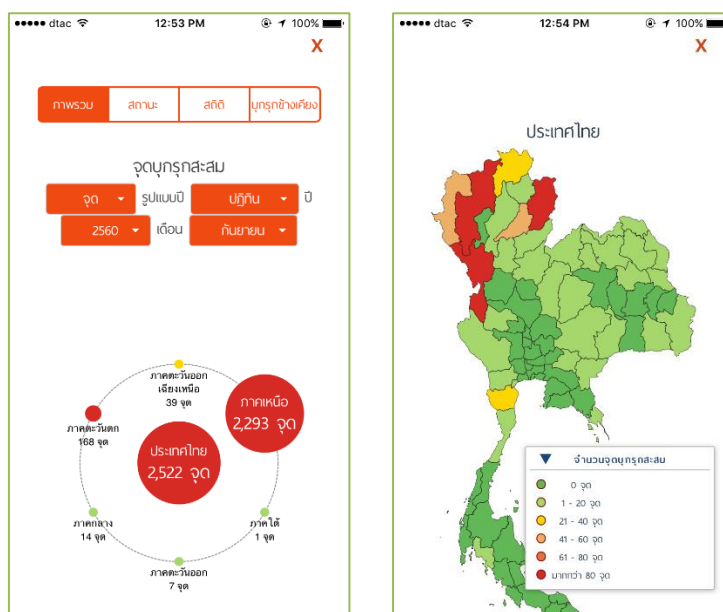 dtac 12:53 PM 100%
X
ภาพรวม สถานะ สถิติ บุกรุกข้างเคียง
จุดบุกรุกสะสม
จุด รูปแบบปี ปฏิทิน ปี
2560 เดือน กันยายน
ภาคตะวันออก
เฉียงเหนือ
39 จุด
ภาคเหนือ
2,293 จุด
ภาคตะวันตก
168 จุด
ประเทศไทย
2,522 จุด
ภาคกลาง
14 จุด
ภาคใต้
1 จุด
ภาคตะวันออก
7 จุด
dtac 12:54 PM 100%
X
ประเทศไทย
จำนวนจุดบุกรุกสะสม
0 จุด
1 - 20 จุด
21 - 40 จุด
41 - 60 จุด
61 - 80 จุด
มากกว่า 80 จุด